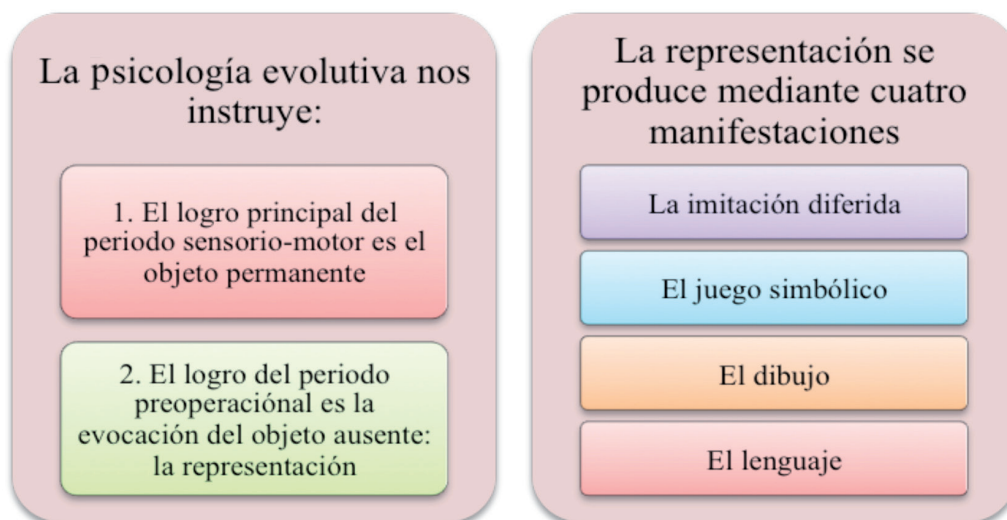 La psicología evolutiva nos
instruye:
1. El logro principal del
periodo sensorio-motor es el
objeto permanente
2. El logro del periodo
preoperaciónal es la
evocación del objeto ausente:
la representación
La representación se
produce mediante cuatro
manifestaciones
La imitación diferida
El juego simbólico
El dibujo
El lenguaje